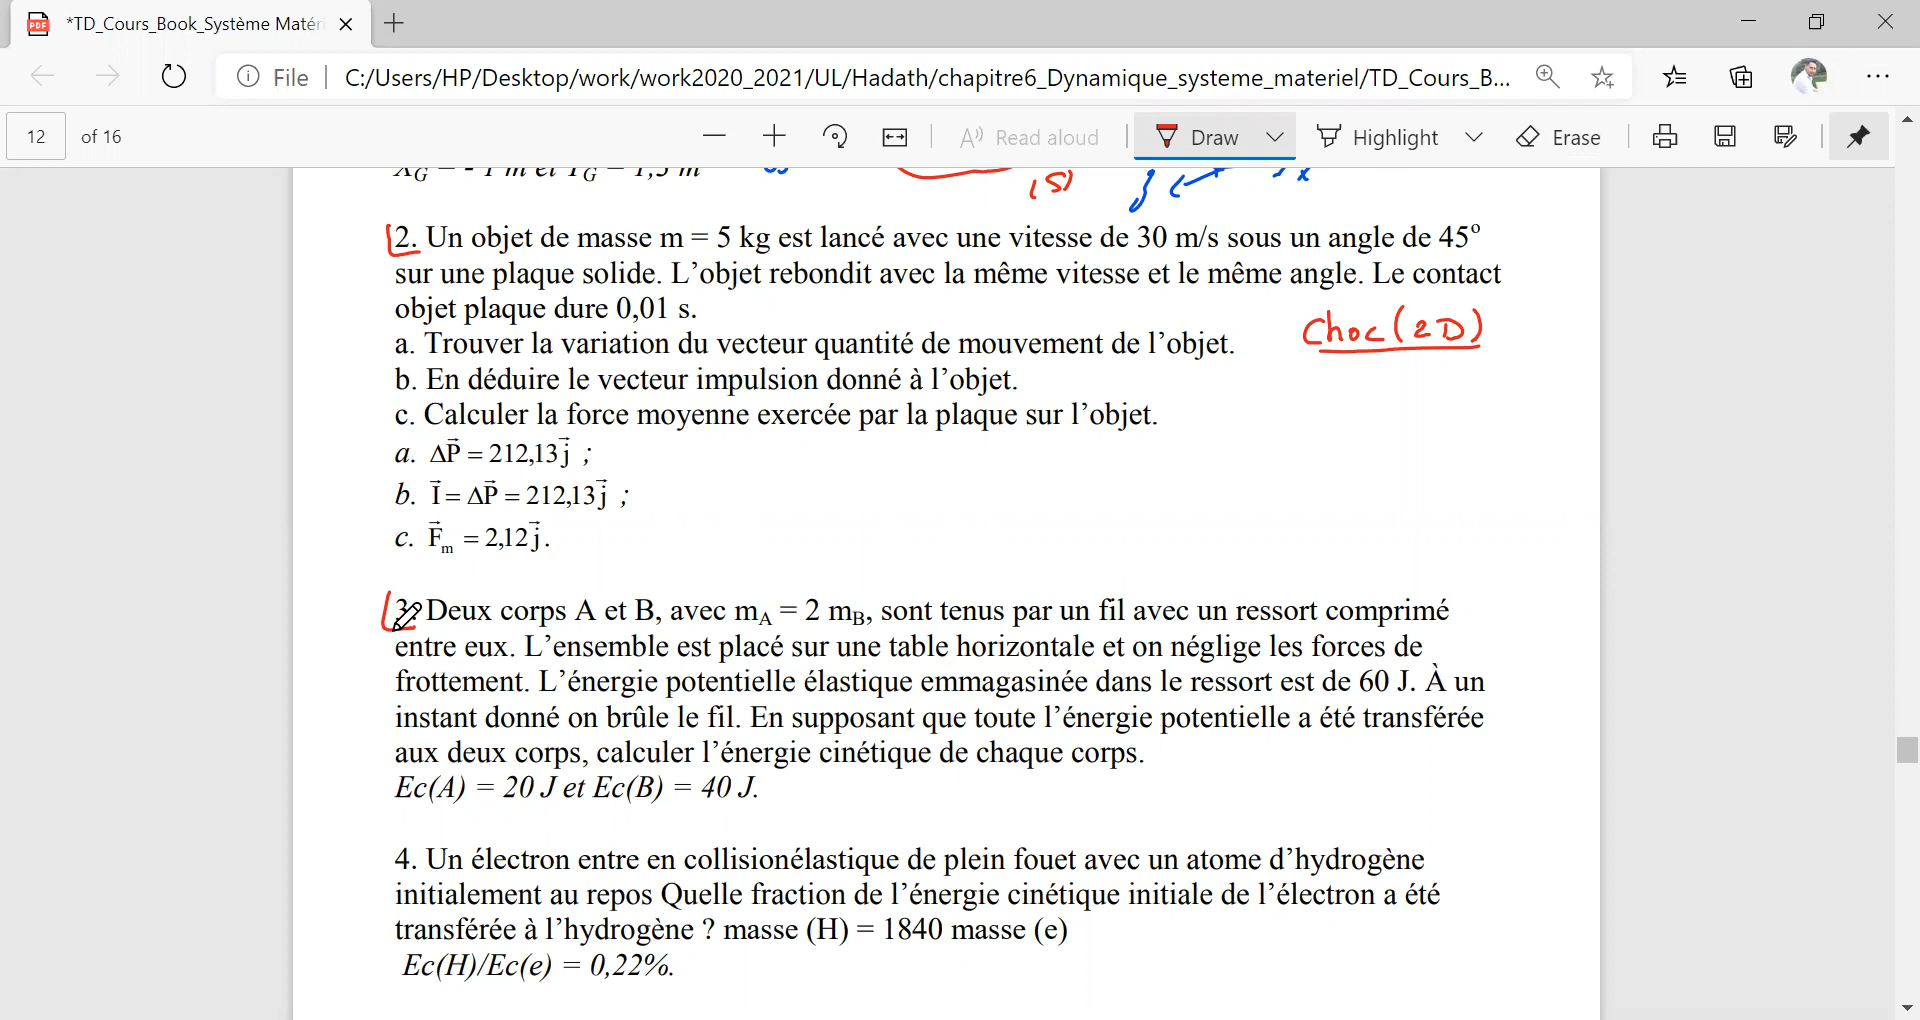 *TD_Cours_Book_Système Matéri
File
C:/Users/HP/Desktop/work/work2020_2021/UL/Hadath/chapitre6_Dynamique_systeme_materiel/TD_Cours_B...
12 of 16
Read aloud
Draw
Highlight
Erase
X_G = - 1 m et Y_G = 1,5 m
(S)
2. Un objet de masse m = 5 kg est lancé avec une vitesse de 30 m/s sous un angle de 45°
sur une plaque solide. L'objet rebondit avec la même vitesse et le même angle. Le contact
objet plaque dure 0,01 s.
Choc (2D)
a. Trouver la variation du vecteur quantité de mouvement de l'objet.
b. En déduire le vecteur impulsion donné à l'objet.
c. Calculer la force moyenne exercée par la plaque sur l'objet.
a. ΔP⃗ = 212,13 j⃗ ;
b. I⃗ = ΔP⃗ = 212,13 j⃗ ;
c. F⃗m = 2,12 j⃗.
3. Deux corps A et B, avec mA = 2 mB, sont tenus par un fil avec un ressort comprimé
entre eux. L'ensemble est placé sur une table horizontale et on néglige les forces de
frottement. L'énergie potentielle élastique emmagasinée dans le ressort est de 60 J. À un
instant donné on brûle le fil. En supposant que toute l'énergie potentielle a été transférée
aux deux corps, calculer l'énergie cinétique de chaque corps.
Ec(A) = 20 J et Ec(B) = 40 J.
4. Un électron entre en collisionélastique de plein fouet avec un atome d'hydrogène
initialement au repos Quelle fraction de l'énergie cinétique initiale de l'électron a été
transférée à l'hydrogène ? masse (H) = 1840 masse (e)
Ec(H)/Ec(e) = 0,22%.